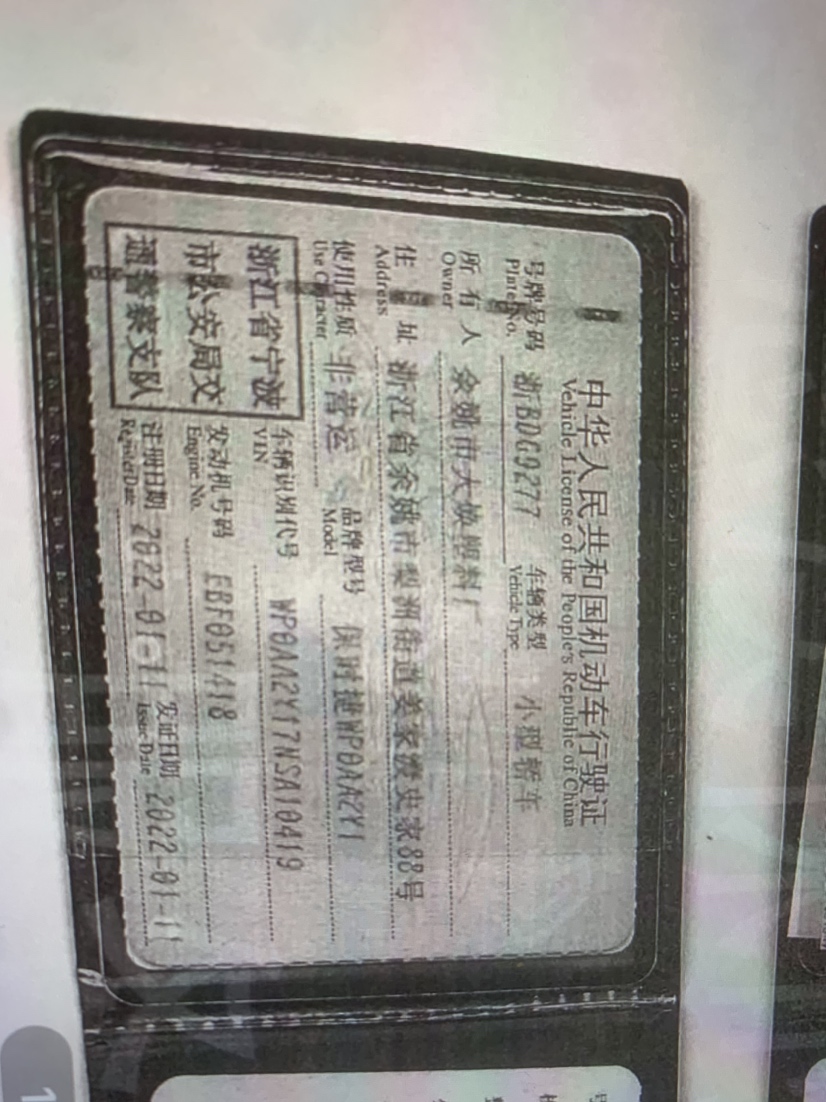 中华人民共和国机动车行驶证
Vehicle License of the People's Republic of China
号牌号码 浙BDG9277 车辆类型 小型轿车
Plate No. Vehicle Type
所有人 余姚市大焕塑料厂
Owner
住址 浙江省余姚市梨洲街道姜家渡史家88号
Address
使用性质 非营运 品牌型号 保时捷WP0AA2Y1
Use Character Model
浙江省宁波
市公安局交
通警察支队
车辆识别代号 WP0AA2Y17NSA10419
VIN
发动机号码 EBF051418
Engine No.
注册日期 2022-01-11 发证日期 2022-01-11
Register Date Issue Date
1